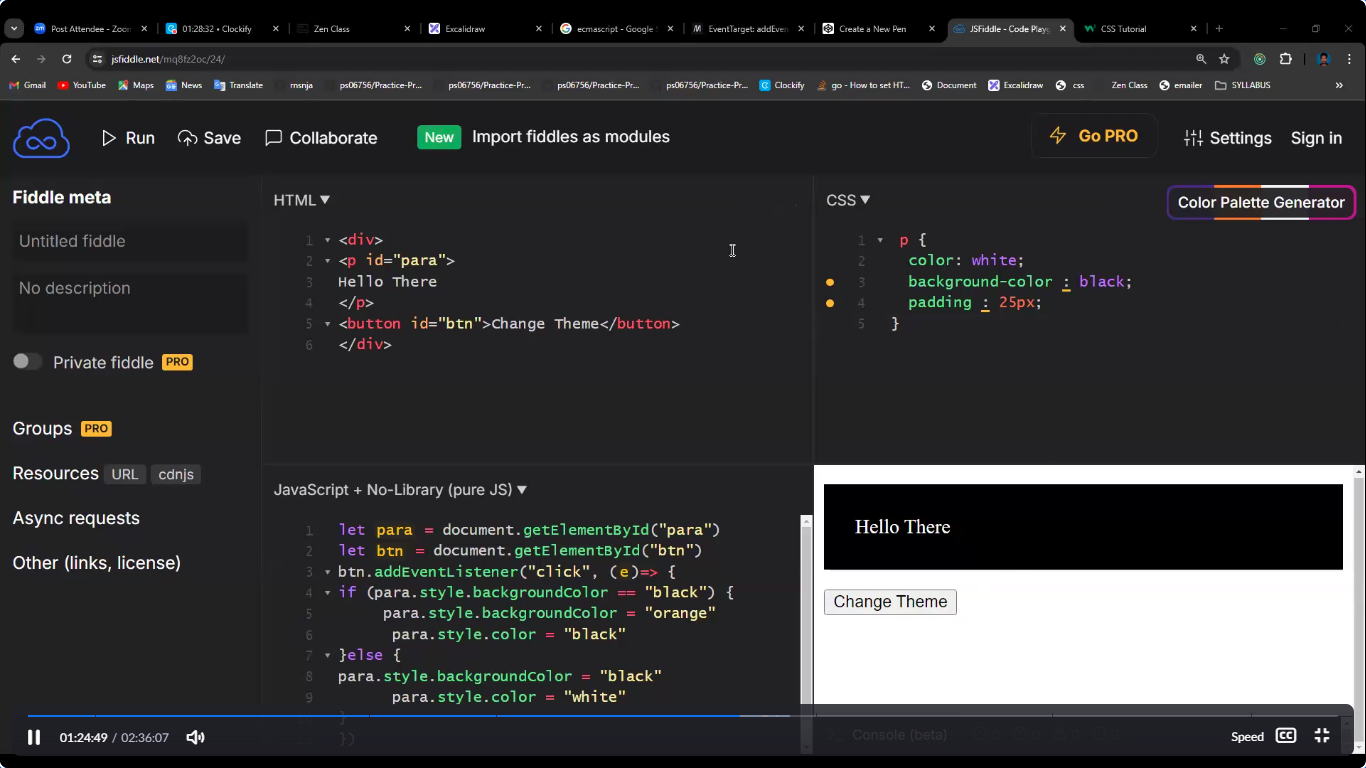 Post Attendee - Zoom
01:28:32 • Clockify
Zen Class
Excalidraw
ecmascript - Google S
EventTarget: addEven
Create a New Pen
JSFiddle - Code Playg
CSS Tutorial
jsfiddle.net/mq8fz2oc/24/
Gmail
YouTube
Maps
News
Translate
msnja
ps06756/Practice-Pr...
ps06756/Practice-Pr...
ps06756/Practice-Pr...
ps06756/Practice-Pr...
Clockify
go - How to set HT...
Document
Excalidraw
css
Zen Class
emailer
SYLLABUS
Run
Save
Collaborate
New
Import fiddles as modules
Go PRO
Settings
Sign in
Fiddle meta
Untitled fiddle
No description
Private fiddle PRO
Groups PRO
Resources URL cdnjs
Async requests
Other (links, license)
HTML
1 <div>
2 <p id="para">
3 Hello There
4 </p>
5 <button id="btn">Change Theme</button>
6 </div>
CSS
Color Palette Generator
1 p {
2 color: white;
3 background-color : black;
4 padding : 25px;
5 }
JavaScript + No-Library (pure JS)
1 let para = document.getElementById("para")
2 let btn = document.getElementById("btn")
3 btn.addEventListener("click", (e)=> {
4 if (para.style.backgroundColor == "black") {
5 para.style.backgroundColor = "orange"
6 para.style.color = "black"
7 }else {
8 para.style.backgroundColor = "black"
9 para.style.color = "white"
}
})
Hello There
Change Theme
Console (beta)
01:24:49 / 02:36:07
Speed
CC